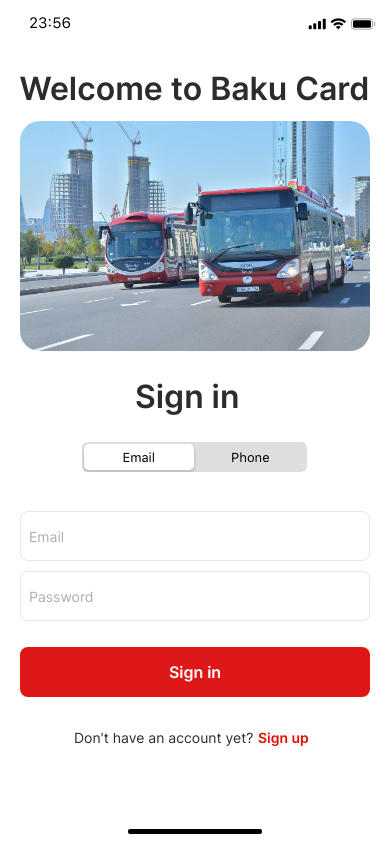 23:56
Welcome to Baku Card
Sign in
Email Phone
Email
Password
Sign in
Don't have an account yet? Sign up